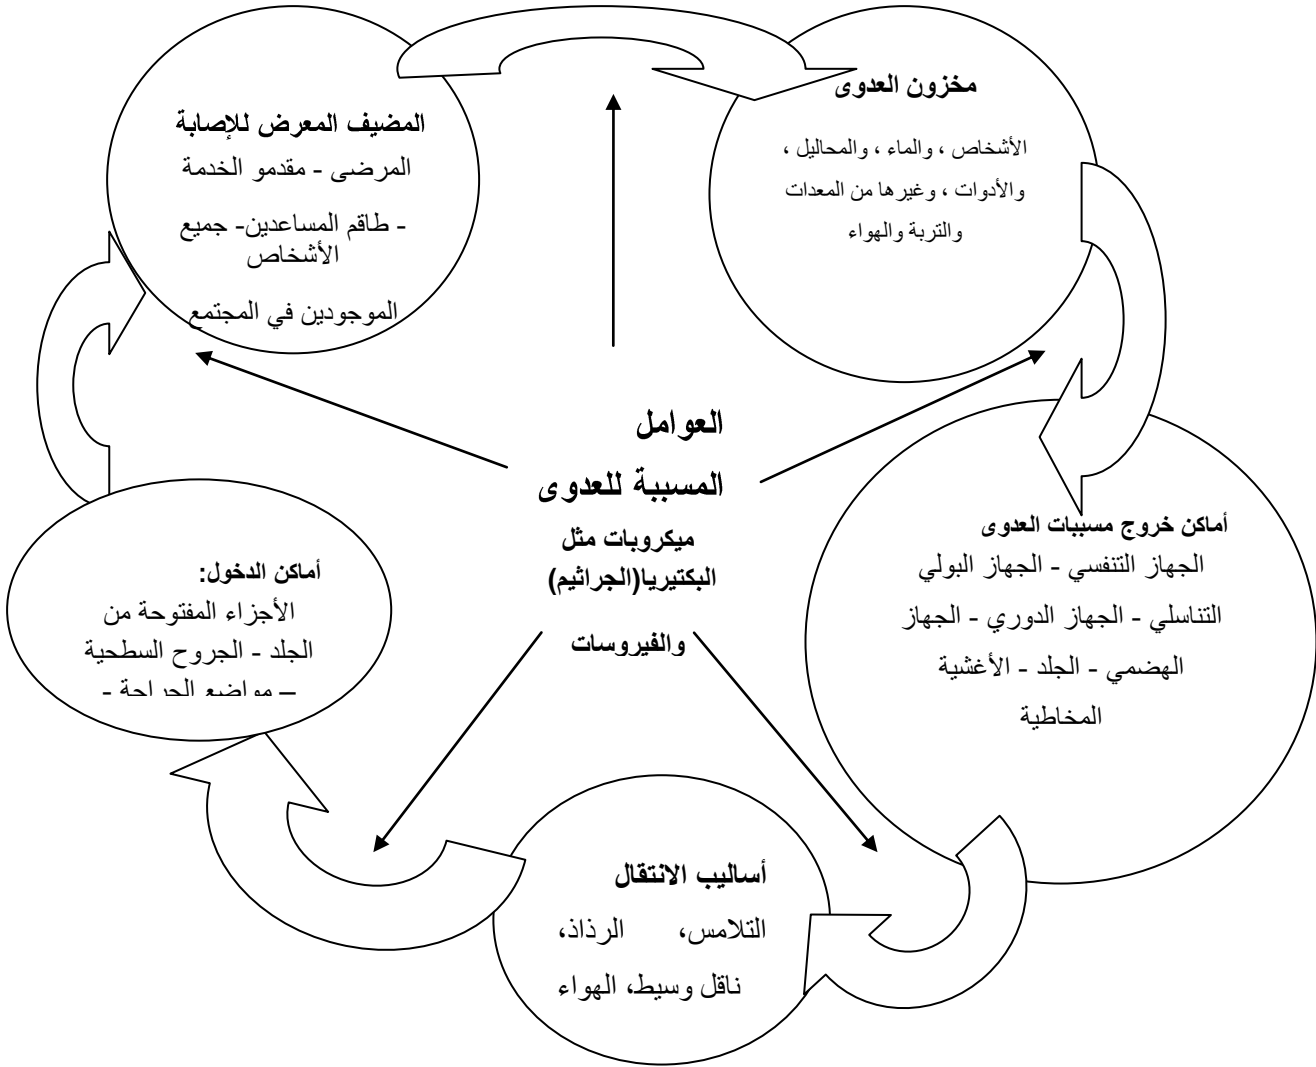 مخزون العدوى
الأشخاص ، والماء ، والمحاليل ،
والأدوات ، وغيرها من المعدات
والتربة والهواء
أماكن خروج مسببات العدوى
الجهاز التنفسي - الجهاز البولي
التناسلي - الجهاز الدوري - الجهاز
الهضمي - الجلد - الأغشية
المخاطية
أساليب الانتقال
التلامس، الرذاذ،
ناقل وسيط، الهواء
أماكن الدخول:
الأجزاء المفتوحة من
الجلد - الجروح السطحية
– مواضع الجراحة -
المضيف المعرض للإصابة
المرضى - مقدمو الخدمة
- طاقم المساعدين- جميع
الأشخاص
الموجودين في المجتمع
العوامل
المسببة للعدوى
ميكروبات مثل
البكتيريا(الجراثيم)
والفيروسات